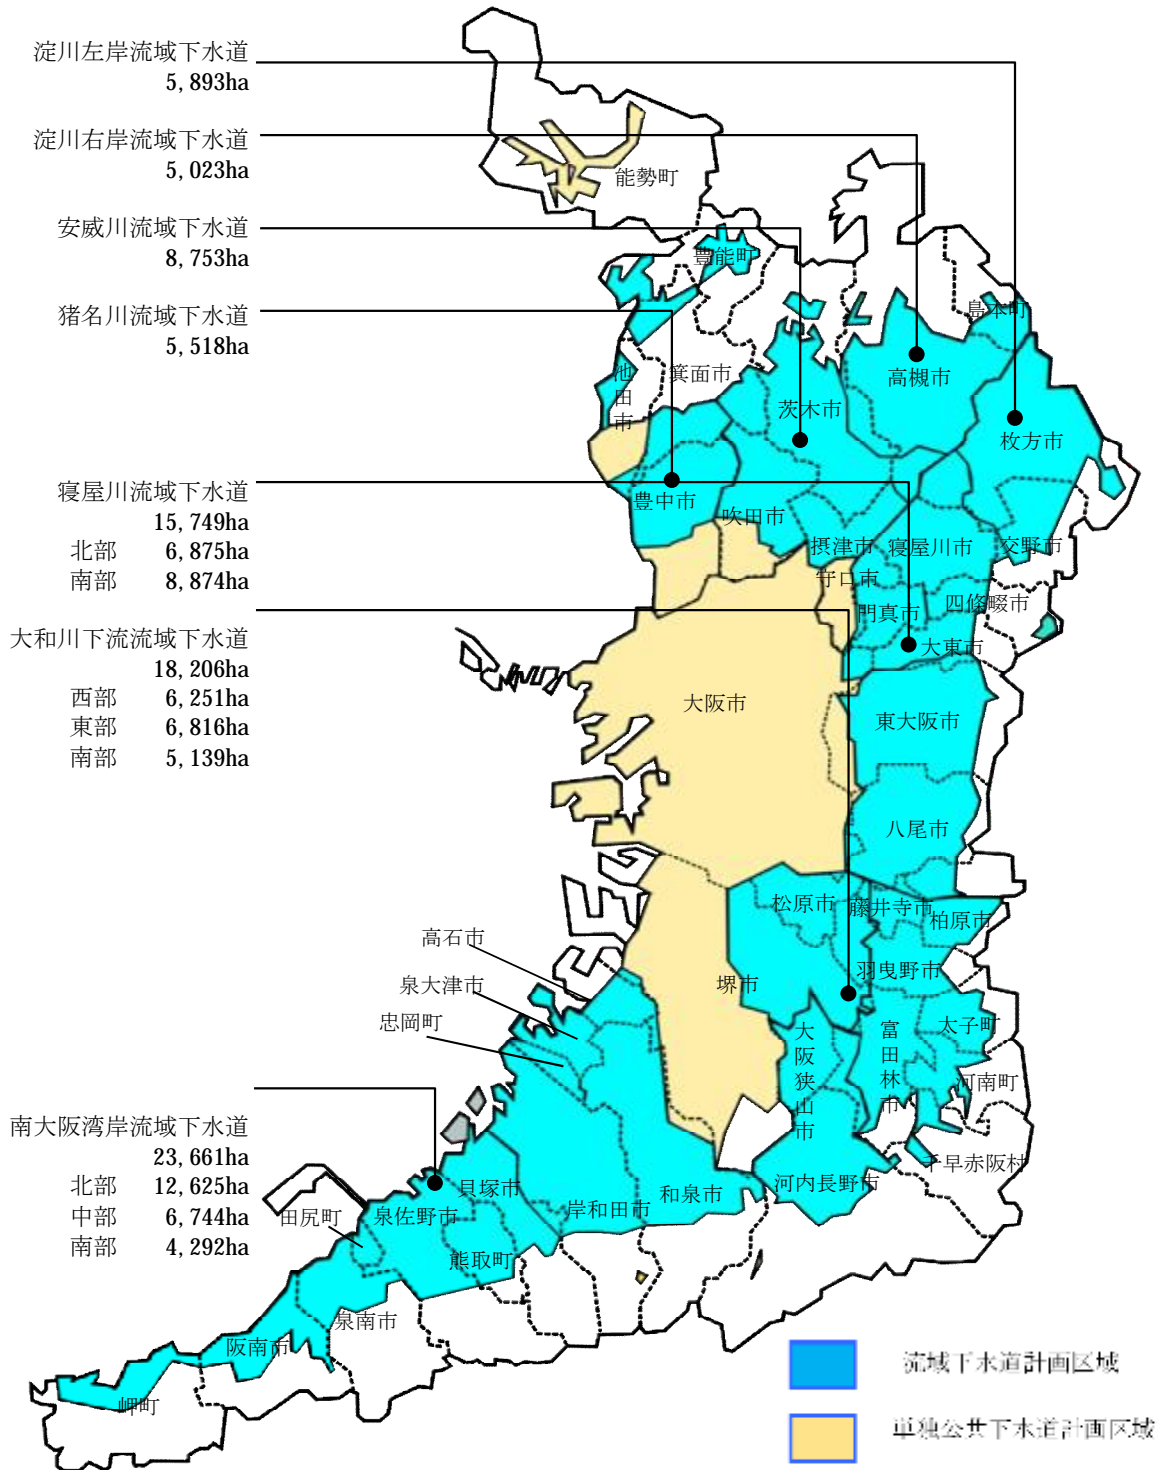 淀川左岸流域下水道
5,893ha
淀川右岸流域下水道
5,023ha
安威川流域下水道
8,753ha
猪名川流域下水道
5,518ha
寝屋川流域下水道
15,749ha
北部 6,875ha
南部 8,874ha
大和川下流流域下水道
18,206ha
西部 6,251ha
東部 6,816ha
南部 5,139ha
南大阪湾岸流域下水道
23,661ha
北部 12,625ha
中部 6,744ha
南部 4,292ha
能勢町
豊能町
島本町
池田市
箕面市
高槻市
茨木市
枚方市
豊中市
吹田市
摂津市
寝屋川市
交野市
守口市
門真市
四條畷市
大東市
大阪市
東大阪市
八尾市
松原市
藤井寺市
柏原市
高石市
羽曳野市
泉大津市
堺市
忠岡町
大阪狭山市
富田林市
太子町
河南町
千早赤阪村
河内長野市
和泉市
岸和田市
貝塚市
泉佐野市
田尻町
熊取町
泉南市
阪南市
岬町
流域下水道計画区域
単独公共下水道計画区域